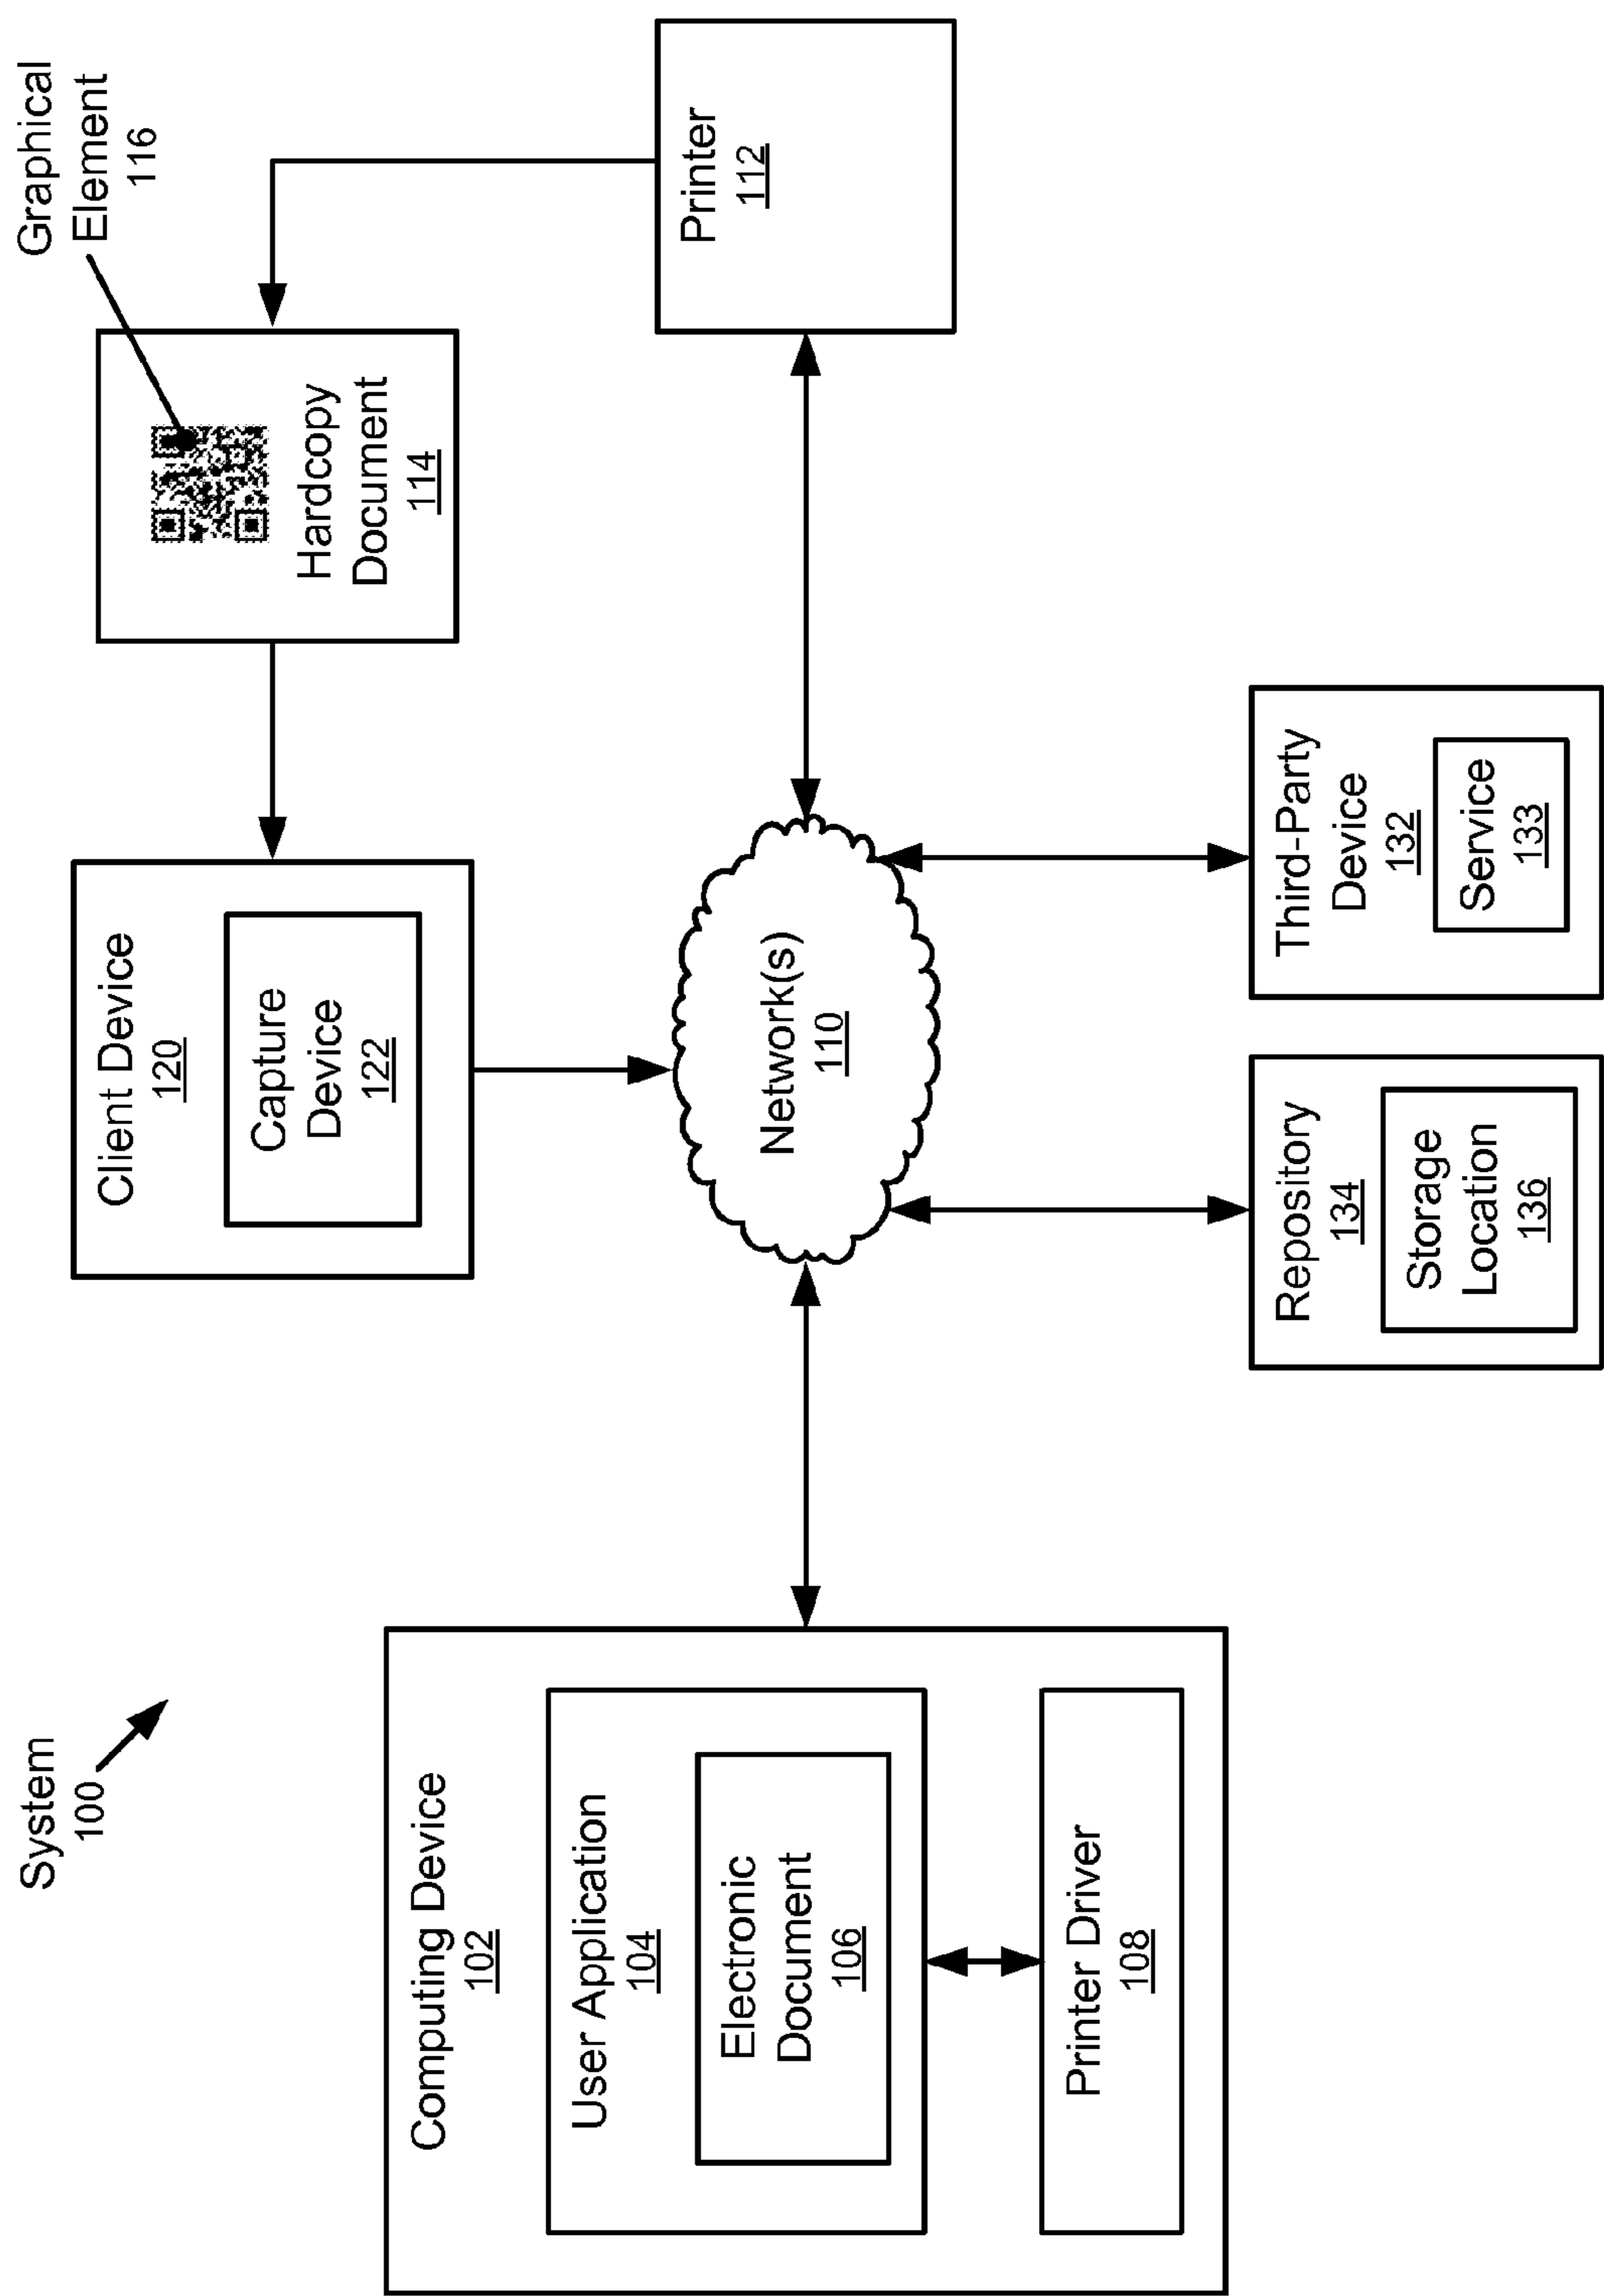 System
100
Computing Device
102
User Application
104
Electronic
Document
106
Printer Driver
108
Client Device
120
Capture
Device
122
Network(s)
110
Repository
134
Storage
Location
136
Third-Party
Device
132
Service
133
Graphical
Element
116
Hardcopy
Document
114
Printer
112